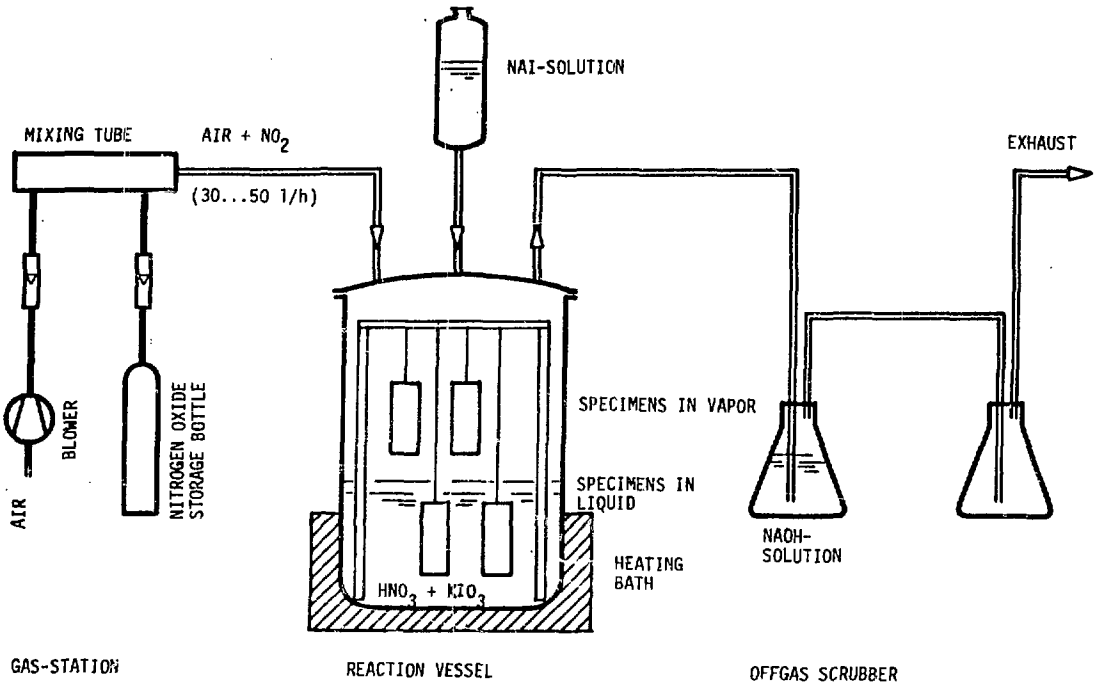 NAI-SOLUTION
MIXING TUBE
AIR + NO2
(30...50 l/h)
EXHAUST
BLOWER
AIR
NITROGEN OXIDE
STORAGE BOTTLE
SPECIMENS IN VAPOR
SPECIMENS IN
LIQUID
HEATING
BATH
HNO3 + KIO3
NAOH-
SOLUTION
GAS-STATION
REACTION VESSEL
OFFGAS SCRUBBER